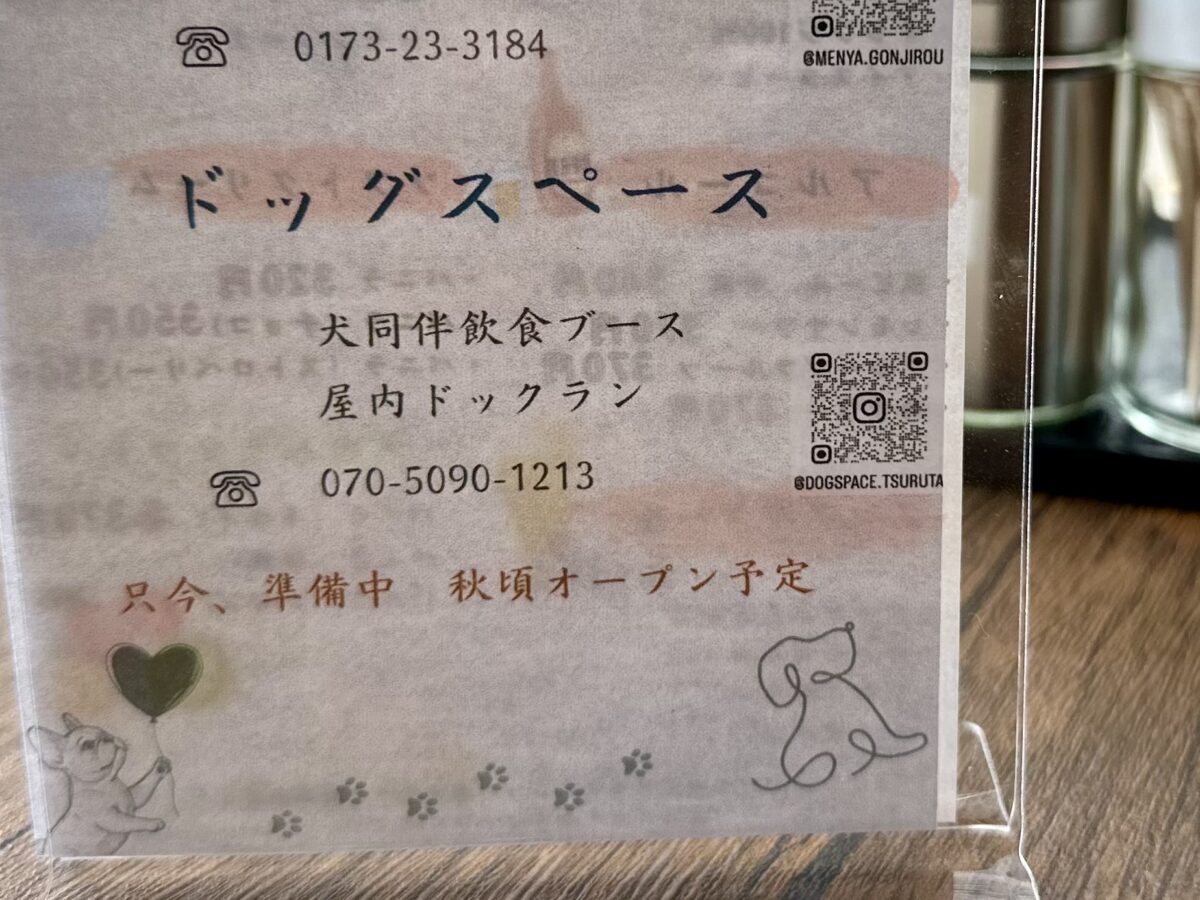 0173-23-3184
@MENYA.GONJIROU
ドッグスペース
犬同伴飲食ブース
屋内ドックラン
070-5090-1213
@DOGSPACE.TSURUTA
只今、準備中　秋頃オープン予定